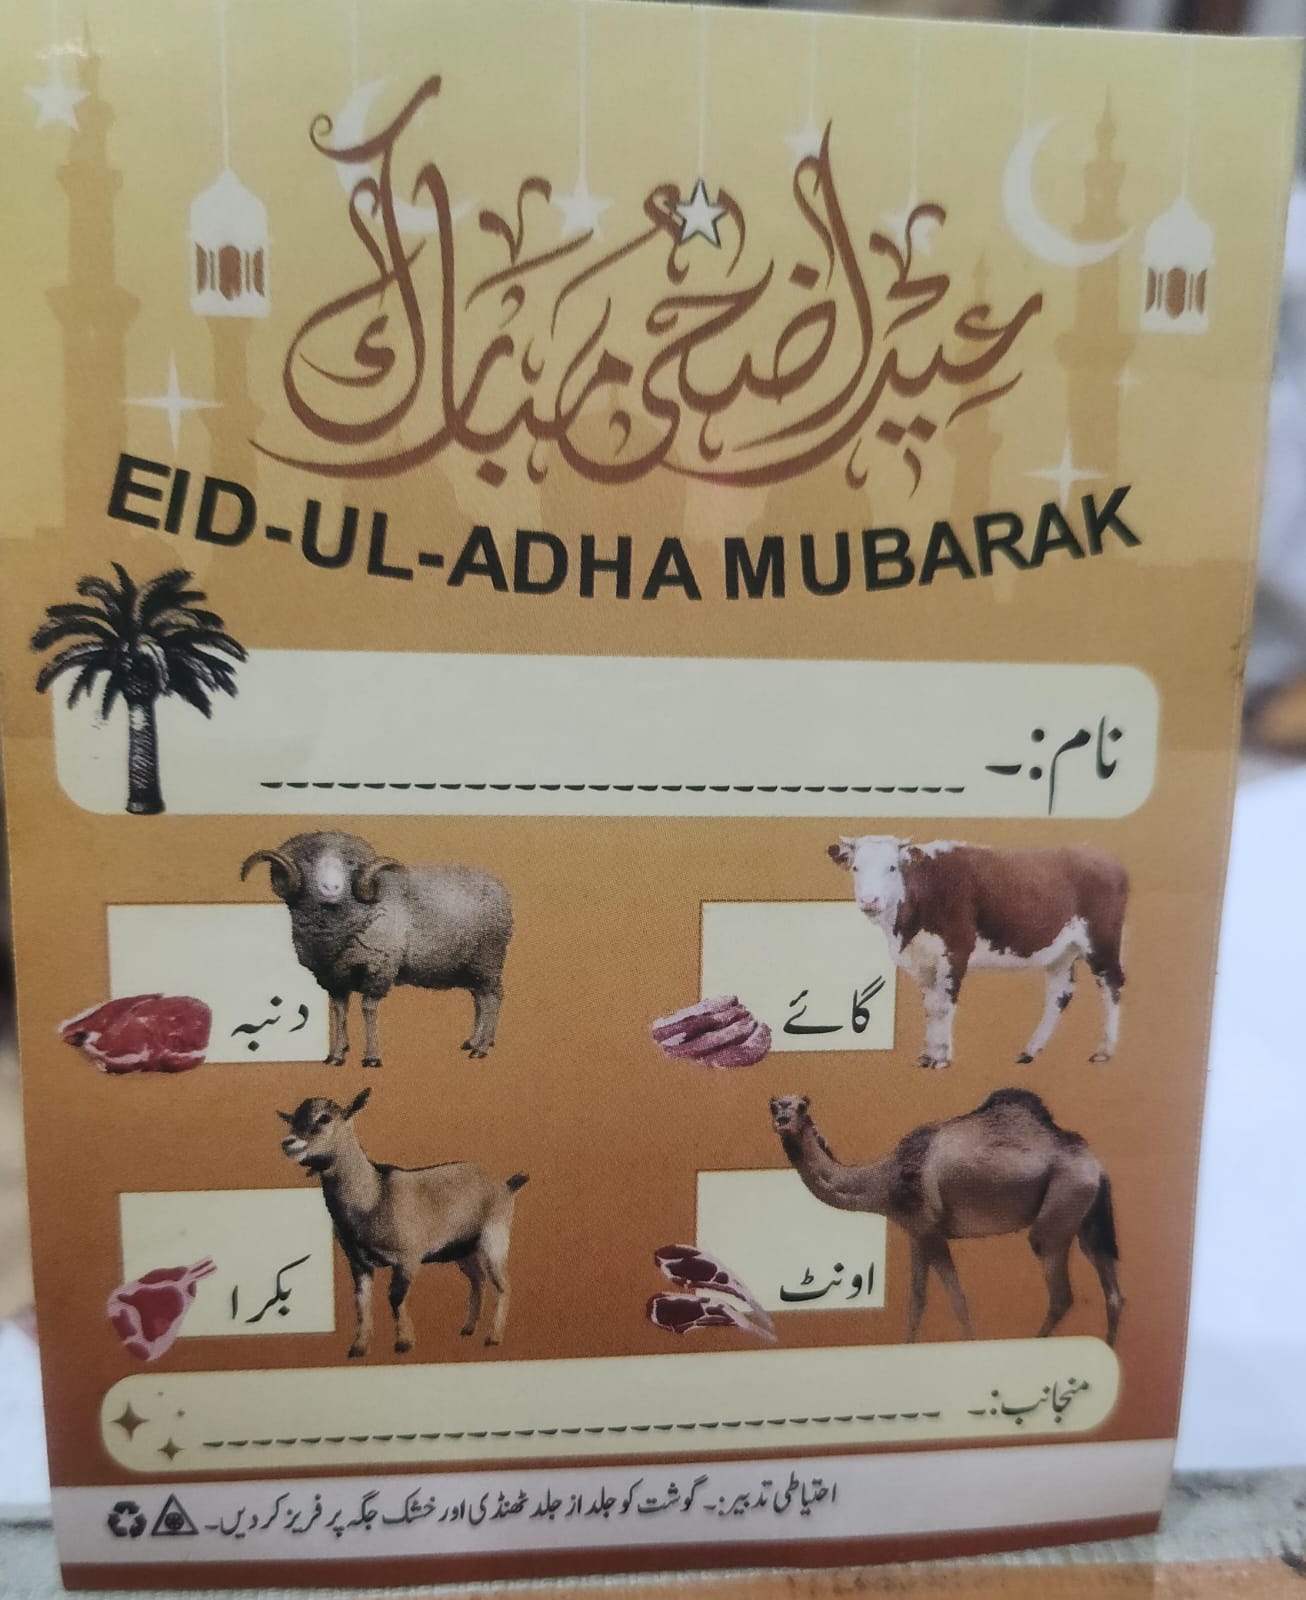 عید اضحیٰ مبارک
EID-UL-ADHA MUBARAK
نام:۔
گائے
دنبہ
اونٹ
بکرا
منجانب:۔
احتیاطی تدبیر:۔ گوشت کو جلد از جلد ٹھنڈی اور خشک جگہ پر فریز کر دیں۔